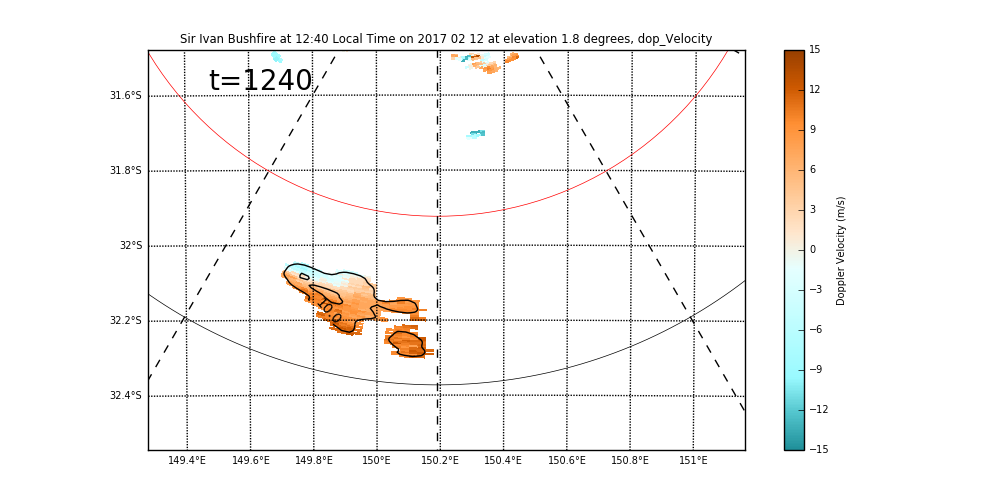 Sir Ivan Bushfire at 12:40 Local Time on 2017 02 12 at elevation 1.8 degrees, dop_Velocity
t=1240
31.6°S
31.8°S
32°S
32.2°S
32.4°S
10.0
149.4°E 149.6°E 149.8°E 150°E 150.2°E 150.4°E 150.6°E 150.8°E 151°E
15
12
9
6
3
0
−3
−6
−9
−12
−15
Doppler Velocity (m/s)